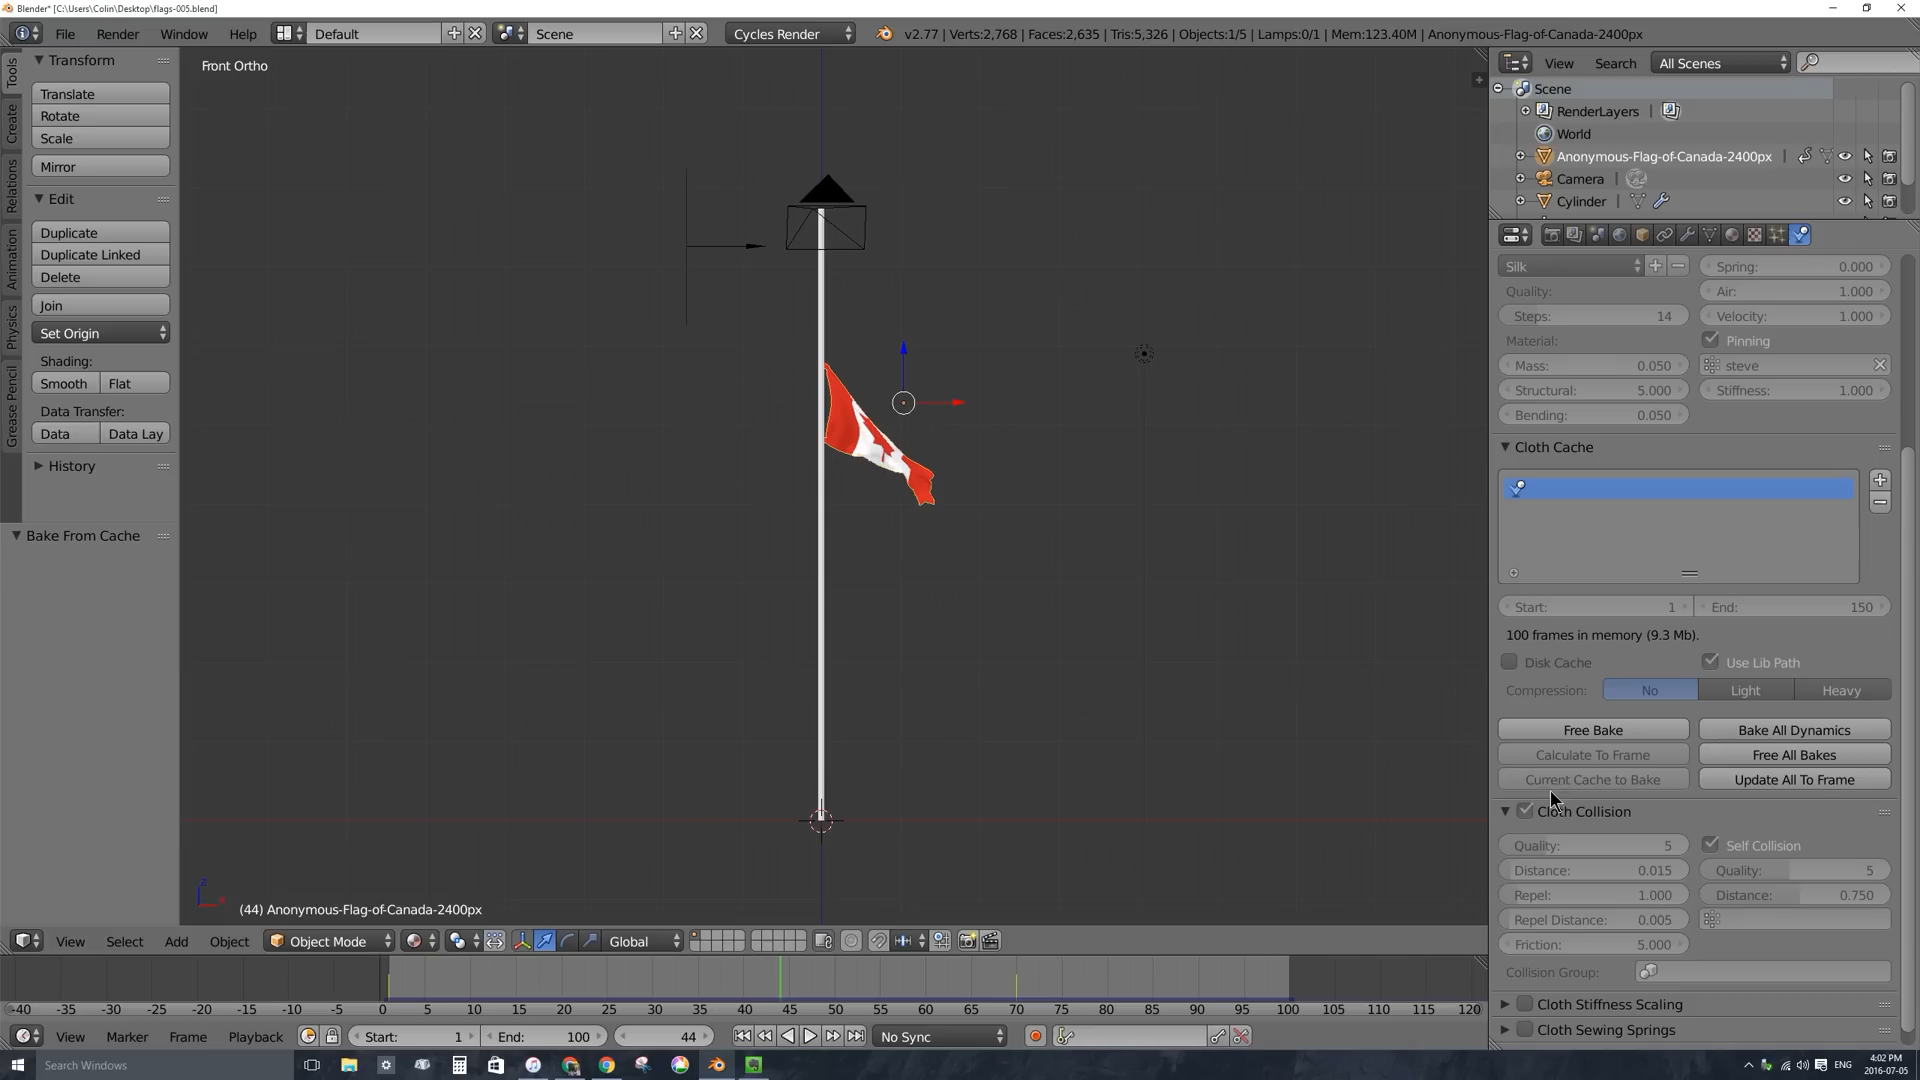 Blender* [C:\Users\Colin\Desktop\flags-005.blend]
File Render Window Help Default Scene Cycles Render v2.77 | Verts:2,768 | Faces:2,635 | Tris:5,326 | Objects:1/5 | Lamps:0/1 | Mem:123.40M | Anonymous-Flag-of-Canada-2400px
Tools
Create
Relations
Animation
Physics
Grease Pencil
Transform
Translate
Rotate
Scale
Mirror
Edit
Duplicate
Duplicate Linked
Delete
Join
Set Origin
Shading:
Smooth Flat
Data Transfer:
Data Data Lay
History
Bake From Cache
Front Ortho
(44) Anonymous-Flag-of-Canada-2400px
View Search All Scenes
Scene
RenderLayers
World
Anonymous-Flag-of-Canada-2400px
Camera
Cylinder
Silk Spring: 0.000
Quality: Air: 1.000
Steps: 14 Velocity: 1.000
Material: Pinning
Mass: 0.050 steve
Structural: 5.000 Stiffness: 1.000
Bending: 0.050
Cloth Cache
Start: 1 End: 150
100 frames in memory (9.3 Mb).
Disk Cache Use Lib Path
Compression: No Light Heavy
Free Bake Bake All Dynamics
Calculate To Frame Free All Bakes
Current Cache to Bake Update All To Frame
Cloth Collision
Quality: 5 Self Collision
Distance: 0.015 Quality: 5
Repel: 1.000 Distance: 0.750
Repel Distance: 0.005
Friction: 5.000
Collision Group:
Cloth Stiffness Scaling
Cloth Sewing Springs
View Select Add Object Object Mode Global
-40 -35 -30 -25 -20 -15 -10 -5 0 5 10 15 20 25 30 35 40 45 50 55 60 65 70 75 80 85 90 95 100 105 110 115 120
View Marker Frame Playback Start: 1 End: 100 44 No Sync
Search Windows
ENG
4:02 PM
2016-07-05